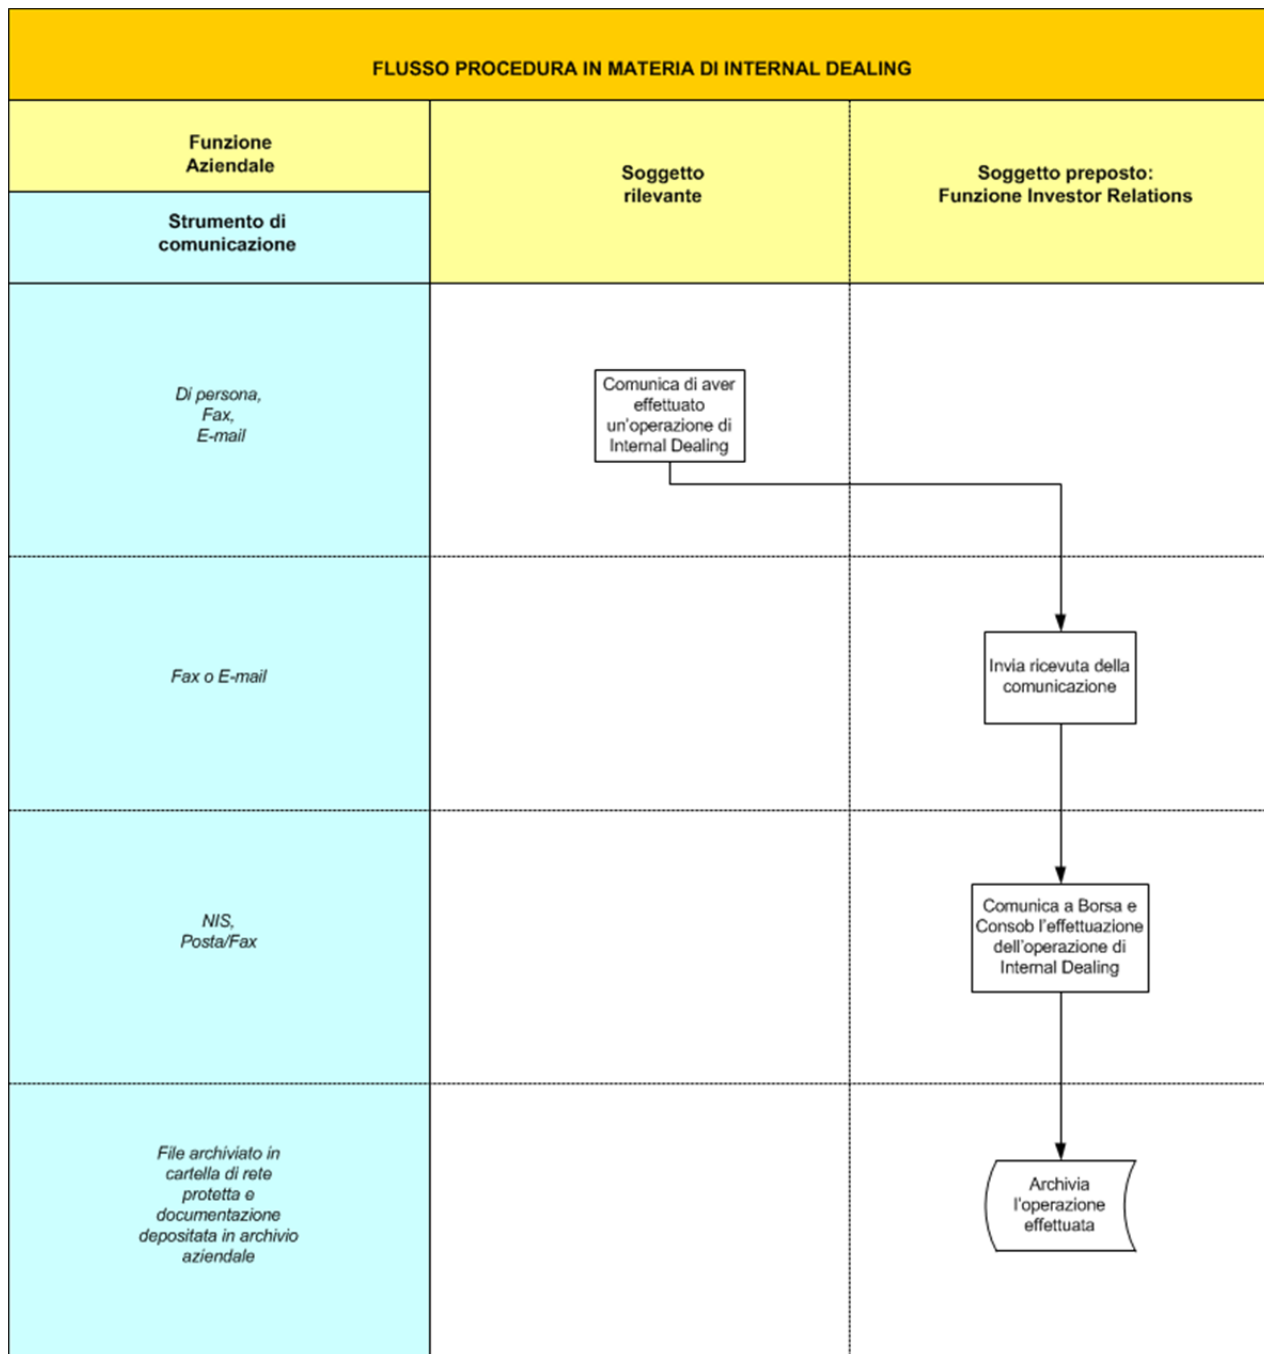 FLUSSO PROCEDURA IN MATERIA DI INTERNAL DEALING
Funzione
Aziendale
Strumento di
comunicazione
Soggetto
rilevante
Soggetto preposto:
Funzione Investor Relations
Di persona,
Fax,
E-mail
Comunica di aver
effettuato
un'operazione di
Internal Dealing
Fax o E-mail
Invia ricevuta della
comunicazione
NIS,
Posta/Fax
Comunica a Borsa e
Consob l'effettuazione
dell'operazione di
Internal Dealing
File archiviato in
cartella di rete
protetta e
documentazione
depositata in archivio
aziendale
Archivia
l'operazione
effettuata